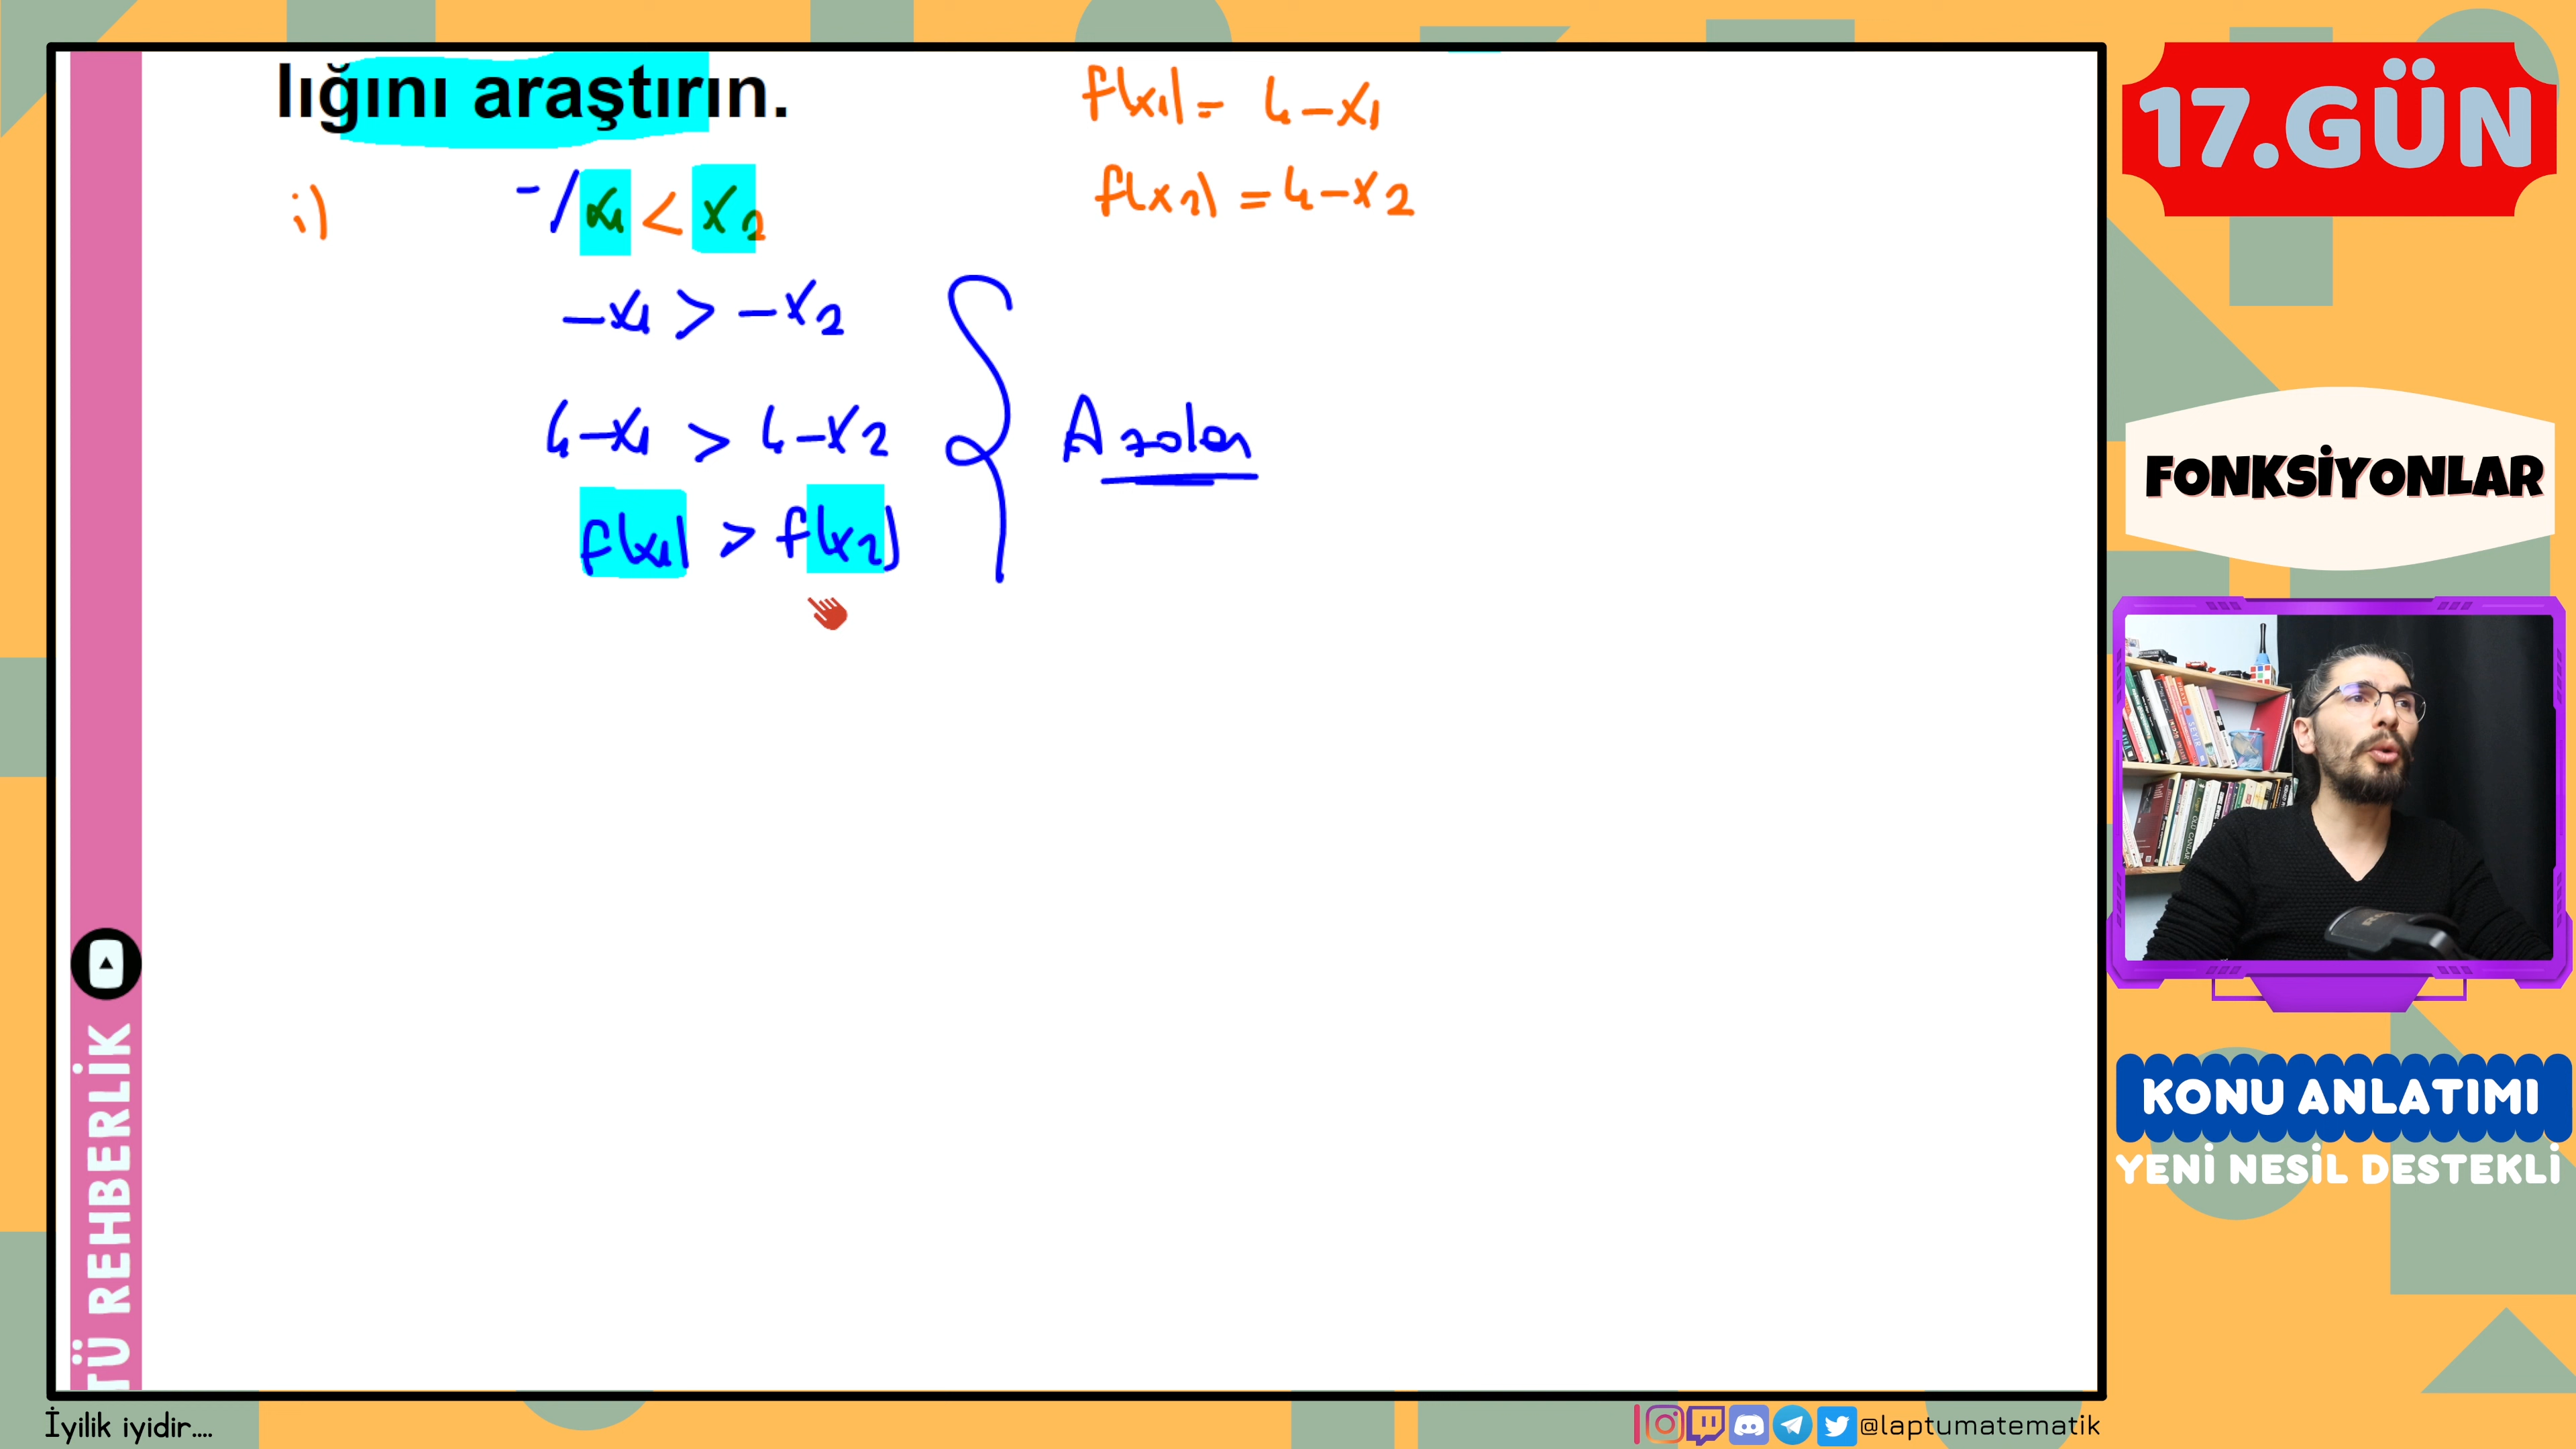 lığını araştırın.
f(x₁) = 4-x₁
f(x₂) = 4-x₂
i) -/ x₁ < x₂
-x₁ > -x₂
4-x₁ > 4-x₂
Azalan
f(x₁) > f(x₂)
TÜ REHBERLİK
17.GÜN
FONKSİYONLAR
KONU ANLATIMI
YENİ NESİL DESTEKLİ
İyilik iyidir....
@laptumatematik